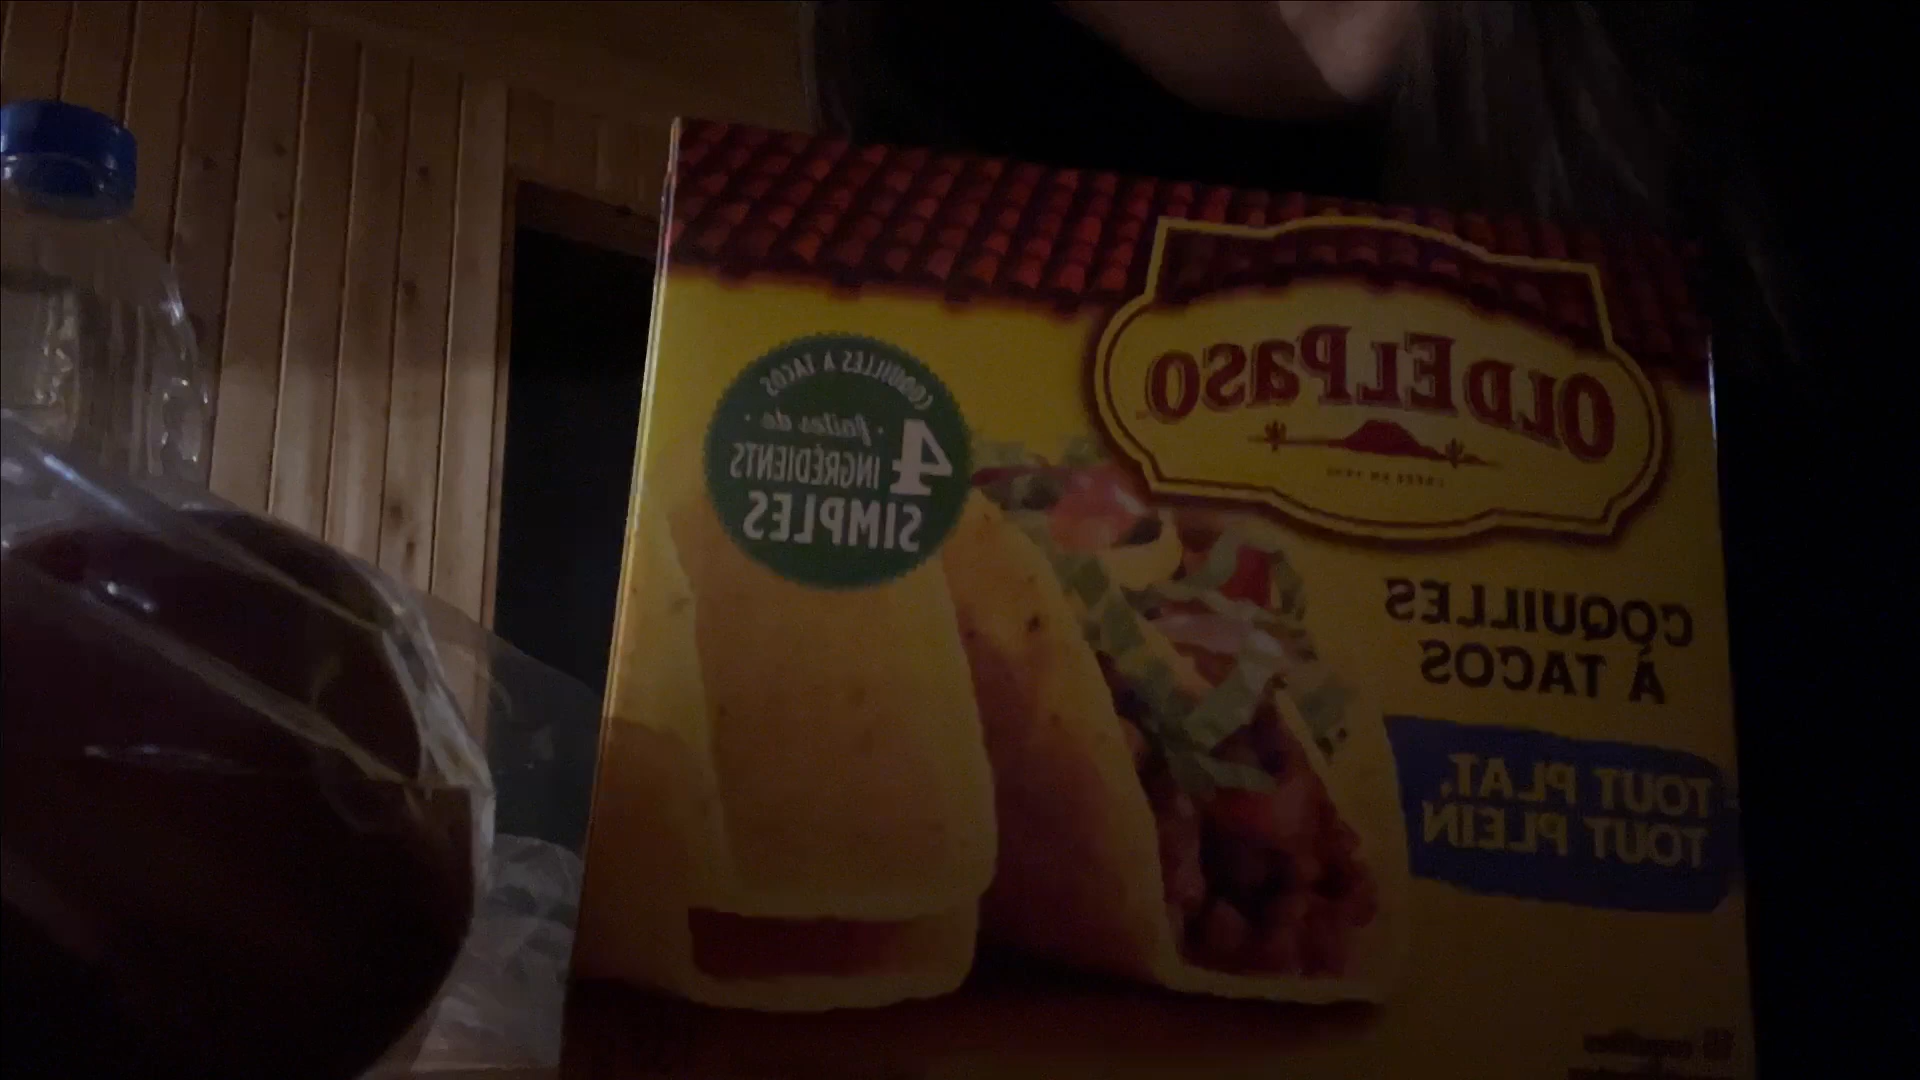 OLD EL PASO
COQUILLES À TACOS
4
faites de
INGRÉDIENTS
SIMPLES
COQUILLES
À TACOS
TOUT PLAT,
TOUT PLEIN